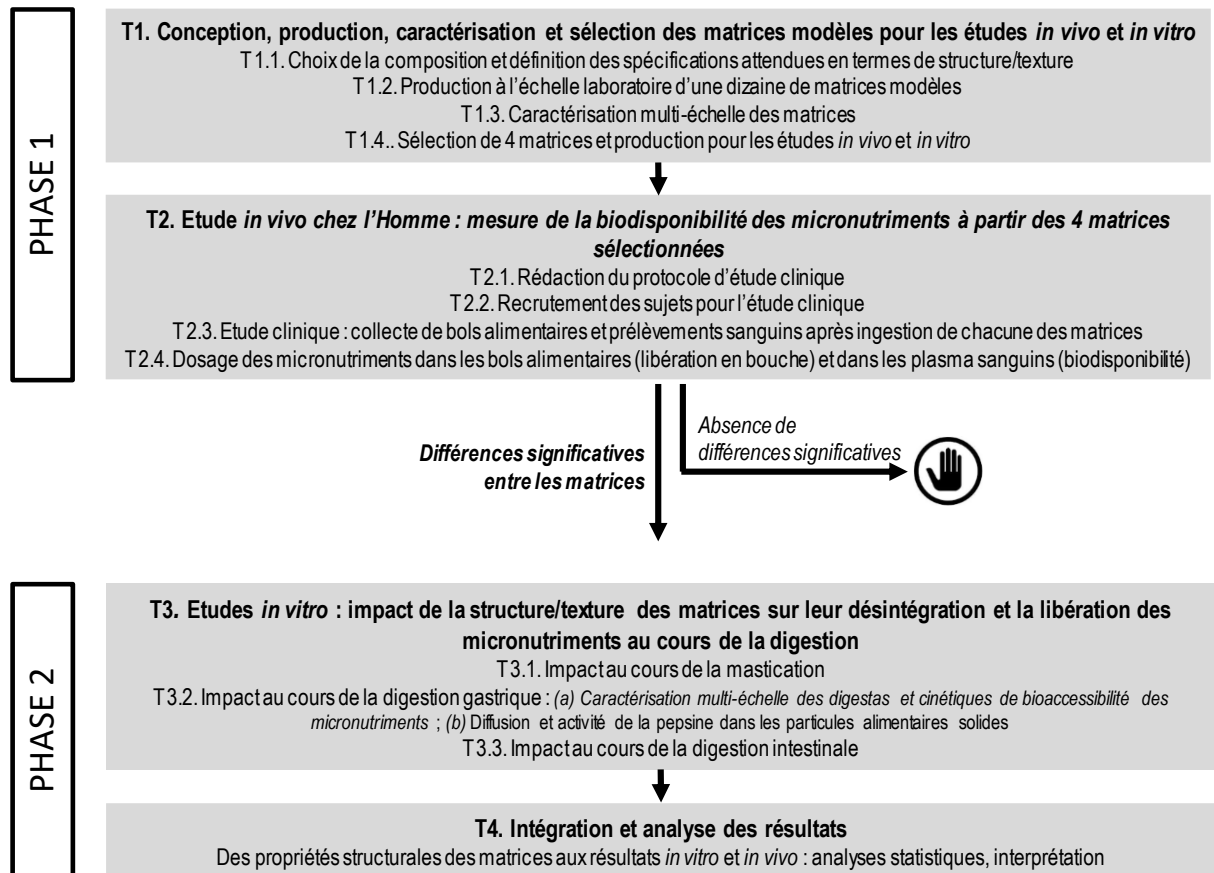 PHASE 1
T1. Conception, production, caractérisation et sélection des matrices modèles pour les études in vivo et in vitro
T1.1. Choix de la composition et définition des spécifications attendues en termes de structure/texture
T1.2. Production à l'échelle laboratoire d'une dizaine de matrices modèles
T1.3. Caractérisation multi-échelle des matrices
T1.4.. Sélection de 4 matrices et production pour les études in vivo et in vitro
T2. Etude in vivo chez l'Homme : mesure de la biodisponibilité des micronutriments à partir des 4 matrices
sélectionnées
T2.1. Rédaction du protocole d'étude clinique
T2.2. Recrutement des sujets pour l'étude clinique
T2.3. Etude clinique : collecte de bols alimentaires et prélèvements sanguins après ingestion de chacune des matrices
T2.4. Dosage des micronutriments dans les bols alimentaires (libération en bouche) et dans les plasma sanguins (biodisponibilité)
Différences significatives
entre les matrices
Absence de
différences significatives
PHASE 2
T3. Etudes in vitro : impact de la structure/texture des matrices sur leur désintégration et la libération des
micronutriments au cours de la digestion
T3.1. Impact au cours de la mastication
T3.2. Impact au cours de la digestion gastrique : (a) Caractérisation multi-échelle des digestas et cinétiques de bioaccessibilité des
micronutriments ; (b) Diffusion et activité de la pepsine dans les particules alimentaires solides
T3.3. Impact au cours de la digestion intestinale
T4. Intégration et analyse des résultats
Des propriétés structurales des matrices aux résultats in vitro et in vivo : analyses statistiques, interprétation